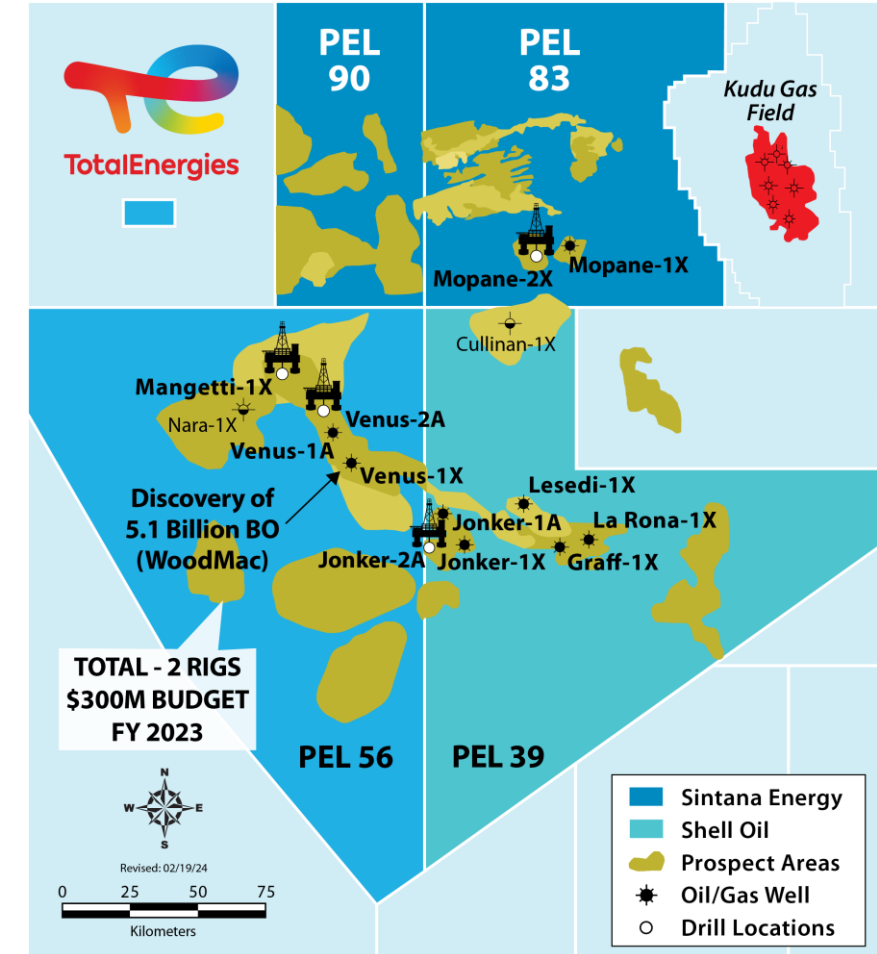 PEL
90
PEL
83
Kudu Gas
Field
TotalEnergies
Mopane-2X
Mopane-1X
Cullinan-1X
Mangetti-1X
Nara-1X
Venus-2A
Venus-1A
Venus-1X
Discovery of
5.1 Billion BO
(WoodMac)
Lesedi-1X
Jonker-1A
La Rona-1X
Jonker-2A
Jonker-1X
Graff-1X
TOTAL - 2 RIGS
$300M BUDGET
FY 2023
PEL 56
PEL 39
N
W
E
S
Revised: 02/19/24
0 25 50 75
Kilometers
Sintana Energy
Shell Oil
Prospect Areas
Oil/Gas Well
Drill Locations